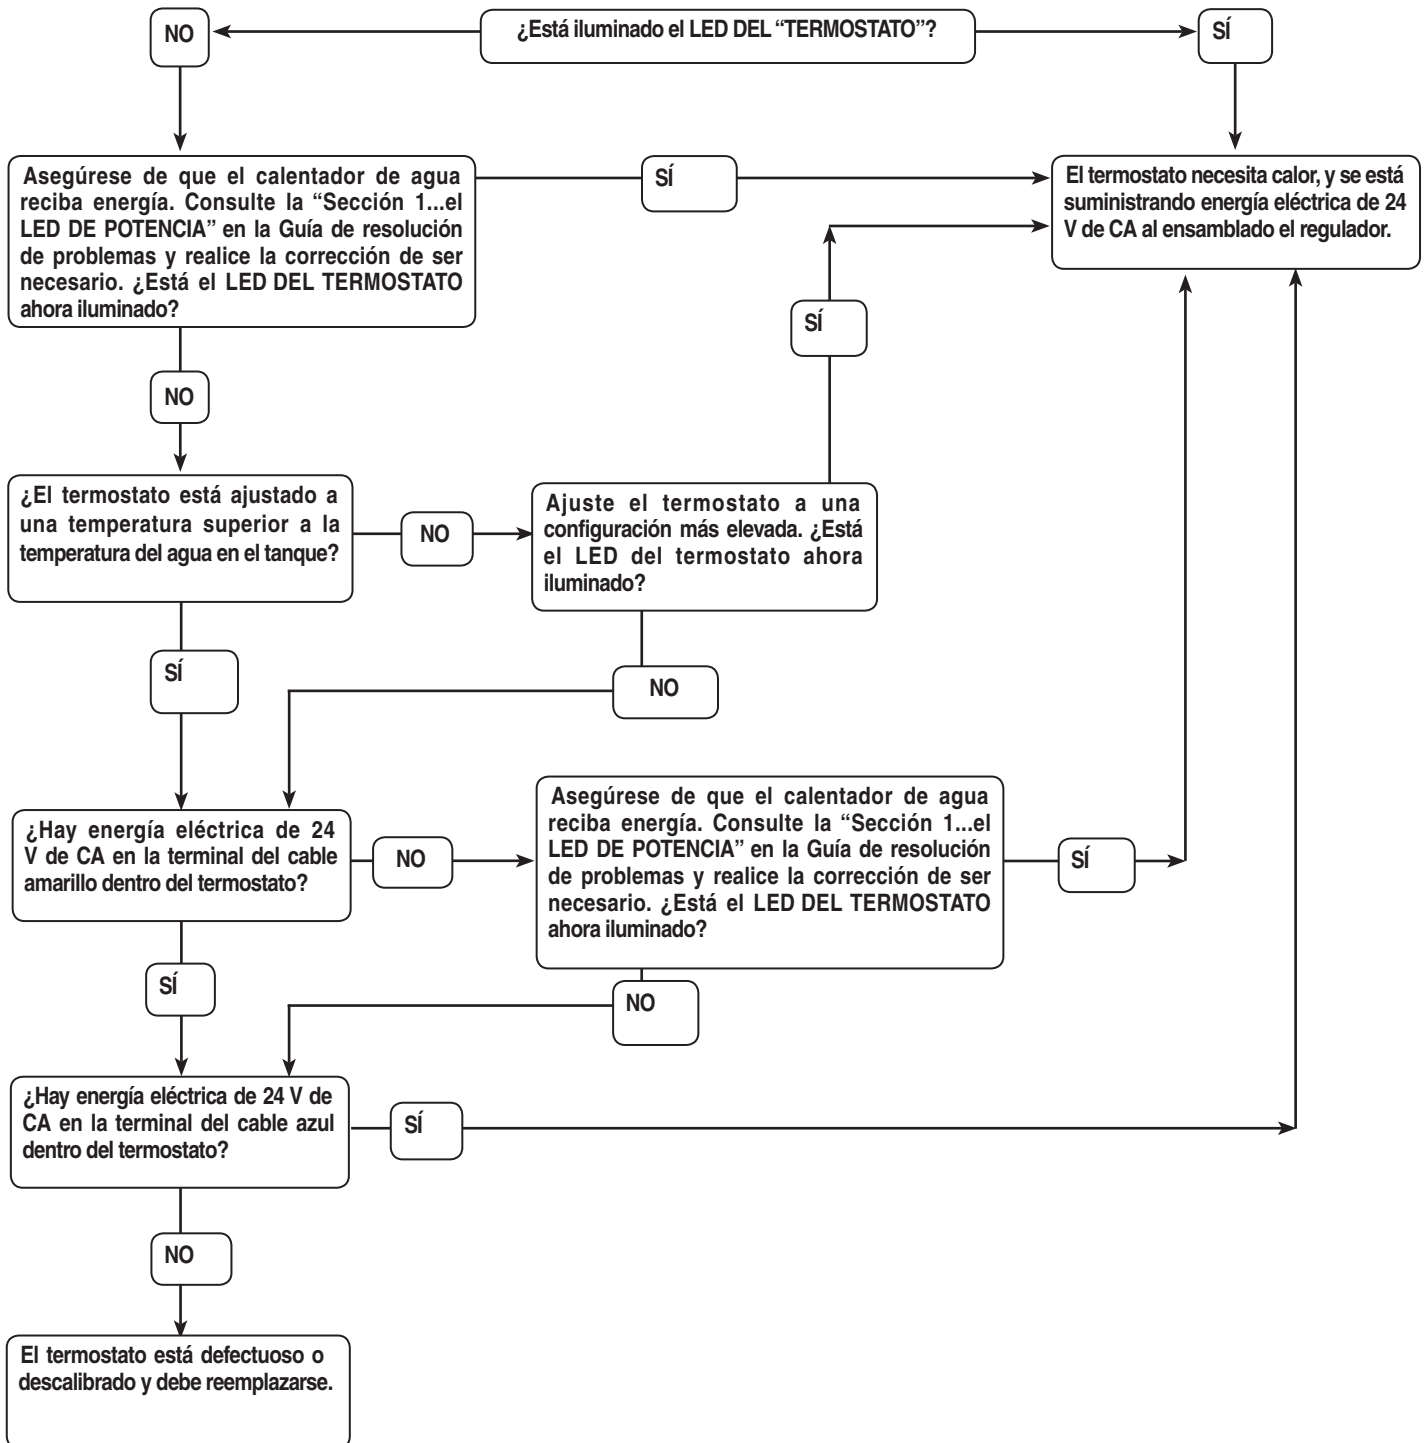 ¿Está iluminado el LED DEL “TERMOSTATO”?
NO
SÍ
Asegúrese de que el calentador de agua
reciba energía. Consulte la “Sección 1...el
LED DE POTENCIA” en la Guía de resolución
de problemas y realice la corrección de ser
necesario. ¿Está el LED DEL TERMOSTATO
ahora iluminado?
SÍ
El termostato necesita calor, y se está
suministrando energía eléctrica de 24
V de CA al ensamblado el regulador.
SÍ
NO
¿El termostato está ajustado a
una temperatura superior a la
temperatura del agua en el tanque?
NO
Ajuste el termostato a una
configuración más elevada. ¿Está
el LED del termostato ahora
iluminado?
SÍ
NO
¿Hay energía eléctrica de 24
V de CA en la terminal del cable
amarillo dentro del termostato?
NO
Asegúrese de que el calentador de agua
reciba energía. Consulte la “Sección 1...el
LED DE POTENCIA” en la Guía de resolución
de problemas y realice la corrección de ser
necesario. ¿Está el LED DEL TERMOSTATO
ahora iluminado?
SÍ
SÍ
NO
¿Hay energía eléctrica de 24 V de
CA en la terminal del cable azul
dentro del termostato?
SÍ
NO
El termostato está defectuoso o
descalibrado y debe reemplazarse.